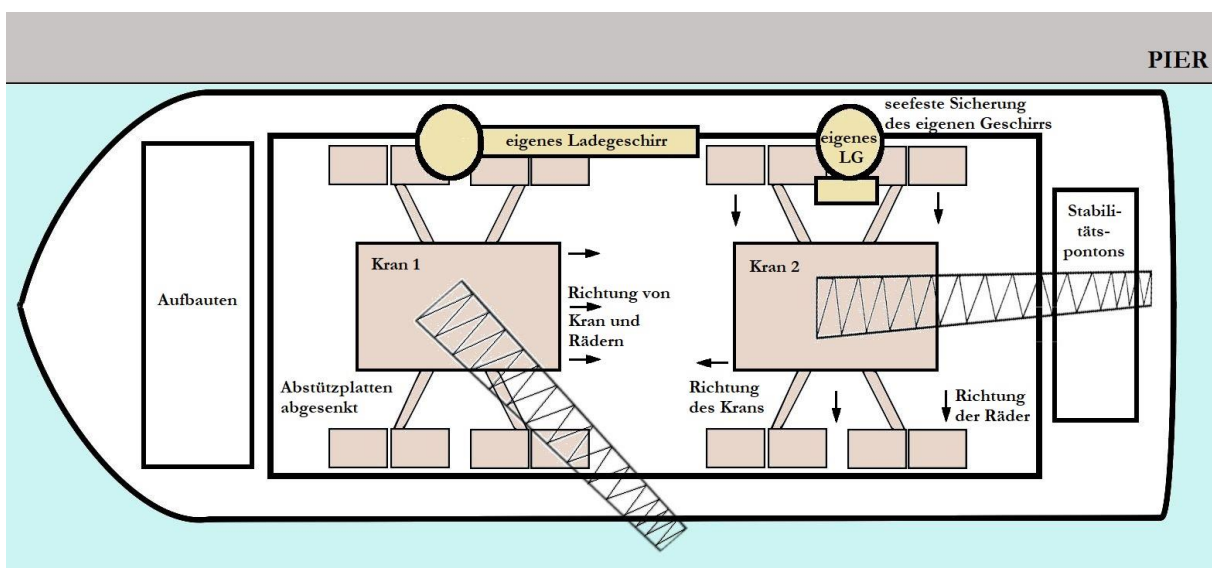 PIER
seefeste Sicherung
des eigenen Geschirrs
eigenes Ladegeschirr
eigenes
LG
Stabili-
täts-
pontons
Kran 1
Kran 2
Aufbauten
Richtung von
Kran und
Rädern
Abstützplatten
abgesenkt
Richtung
des Krans
Richtung
der Räder